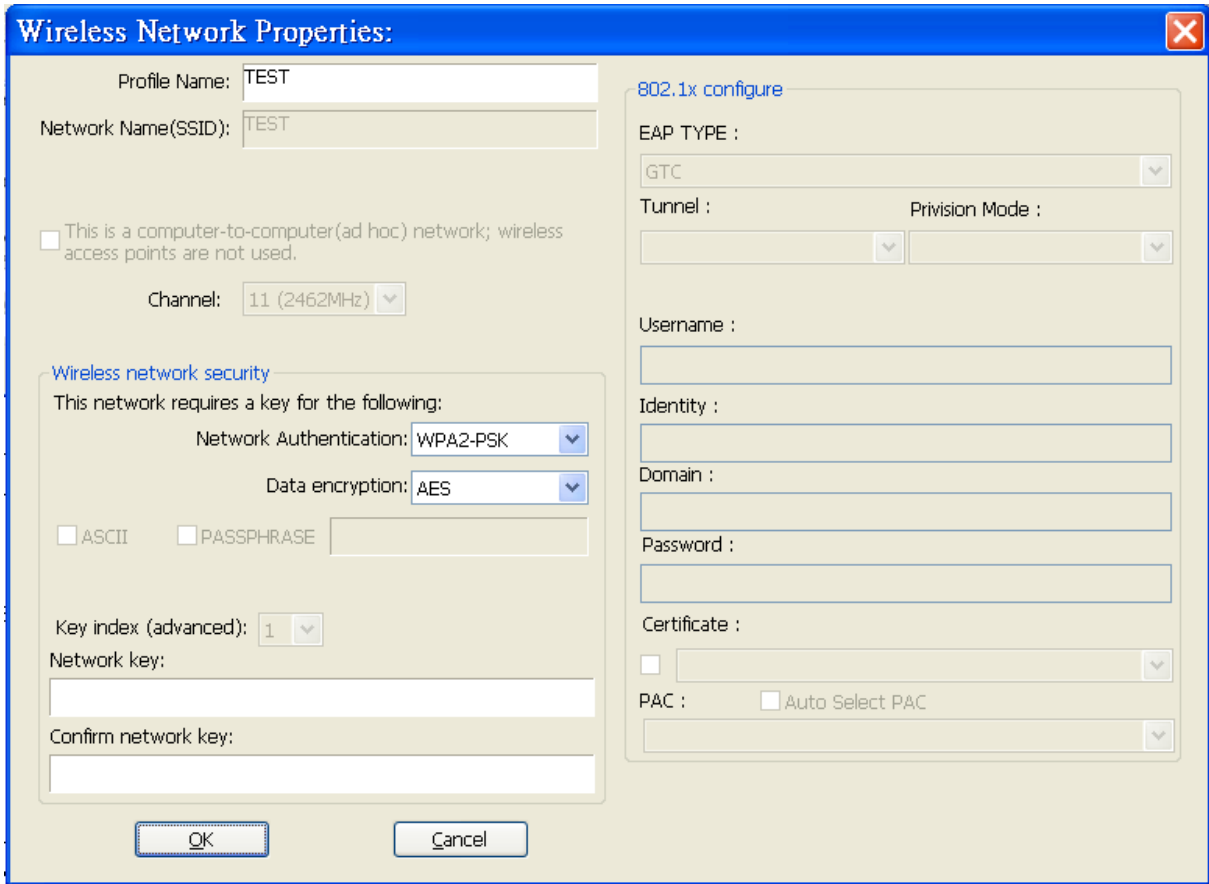 Wireless Network Properties:
Profile Name: TEST
Network Name(SSID): TEST
This is a computer-to-computer(ad hoc) network; wireless
access points are not used.
Channel: 11 (2462MHz)
Wireless network security
This network requires a key for the following:
Network Authentication: WPA2-PSK
Data encryption: AES
ASCII PASSPHRASE
Key index (advanced): 1
Network key:
Confirm network key:
OK Cancel
802.1x configure
EAP TYPE :
GTC
Tunnel : Privision Mode :
Username :
Identity :
Domain :
Password :
Certificate :
PAC : Auto Select PAC